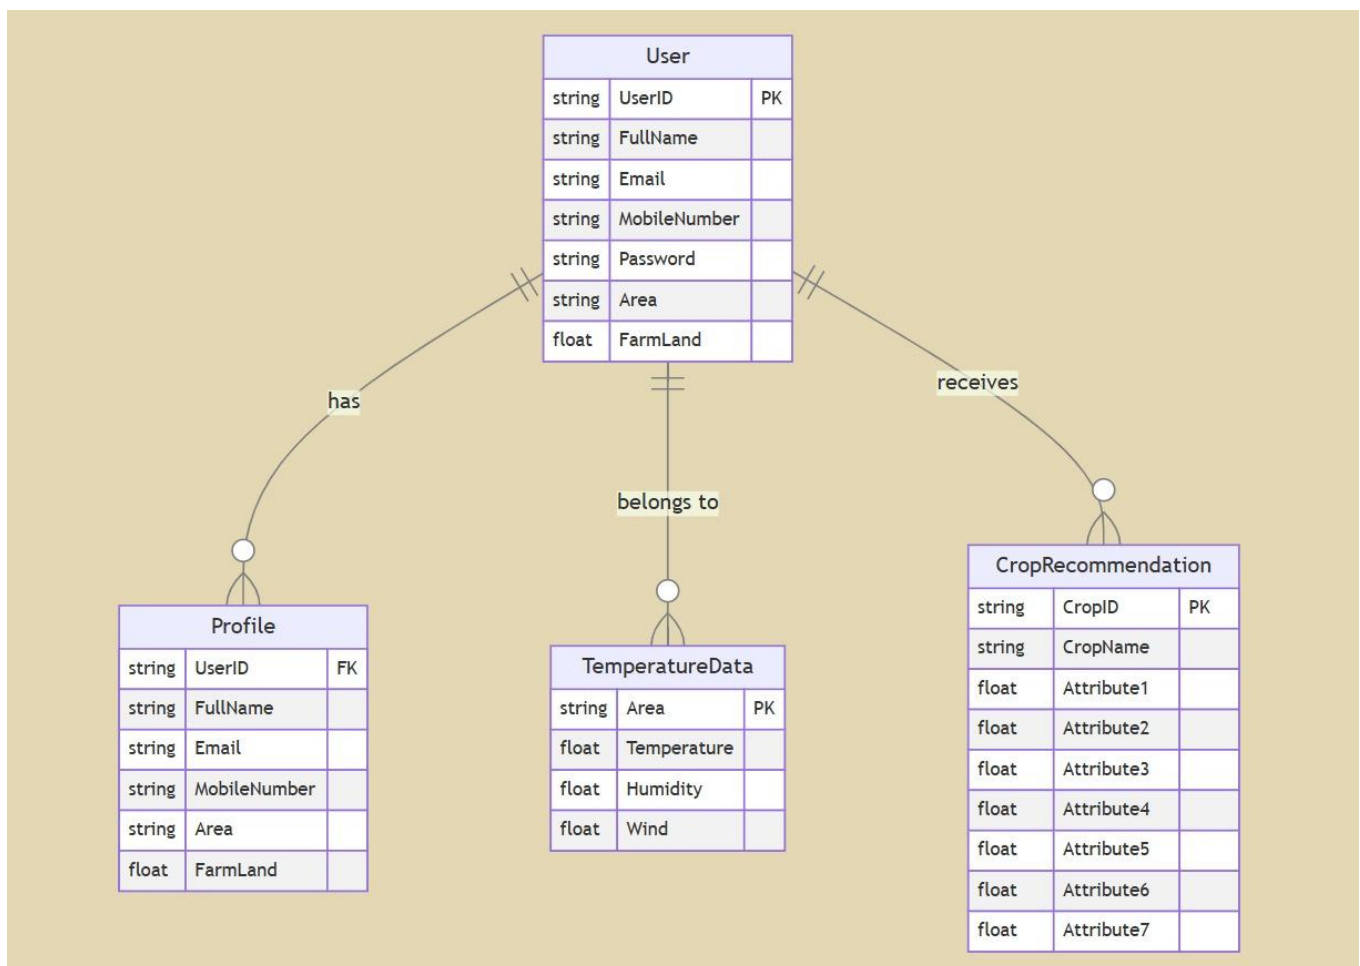 User
string UserID PK
string FullName
string Email
string MobileNumber
string Password
string Area
float FarmLand
has
belongs to
receives
Profile
string UserID FK
string FullName
string Email
string MobileNumber
string Area
float FarmLand
TemperatureData
string Area PK
float Temperature
float Humidity
float Wind
CropRecommendation
string CropID PK
string CropName
float Attribute1
float Attribute2
float Attribute3
float Attribute4
float Attribute5
float Attribute6
float Attribute7